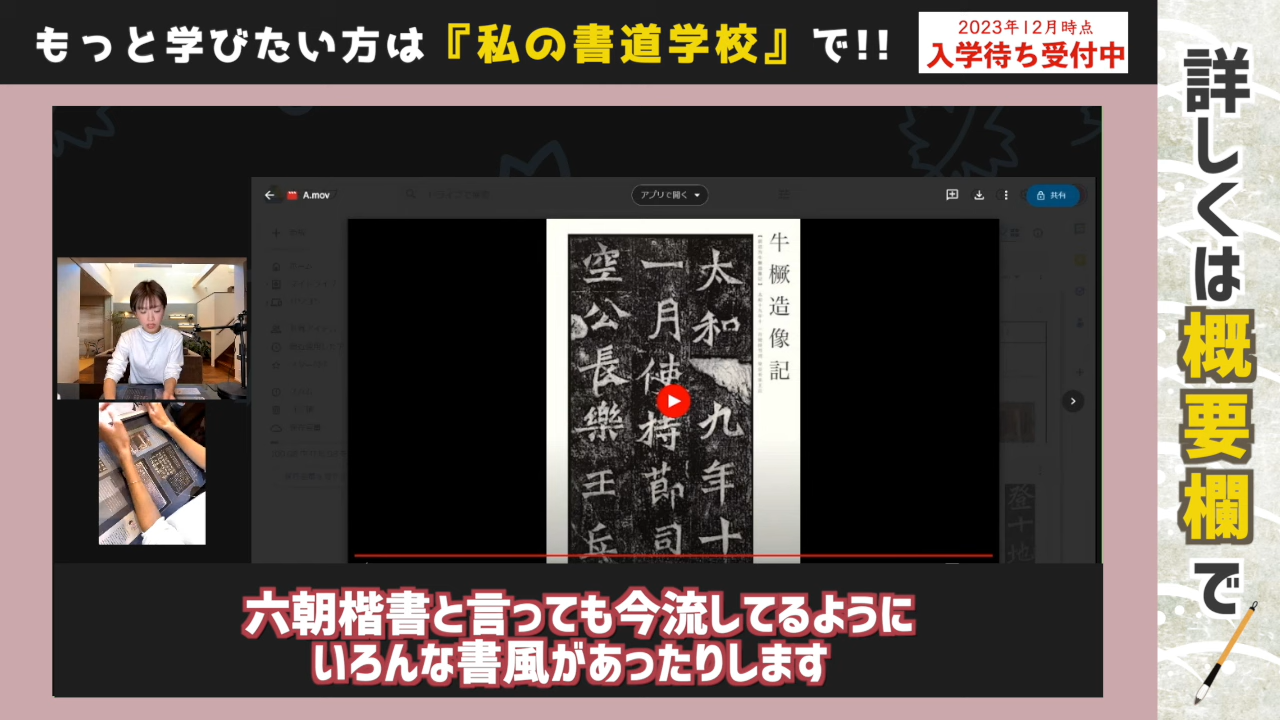 もっと学びたい方は『私の書道学校』で!!
2023年12月時点
入学待ち受付中
詳しくは概要欄で
A.mov
アプリで開く
共有
牛橛造像記
太和九年十
一月使持節司
空公長樂王丘
登十地
六朝楷書と言っても今流してるように
いろんな書風があったりします